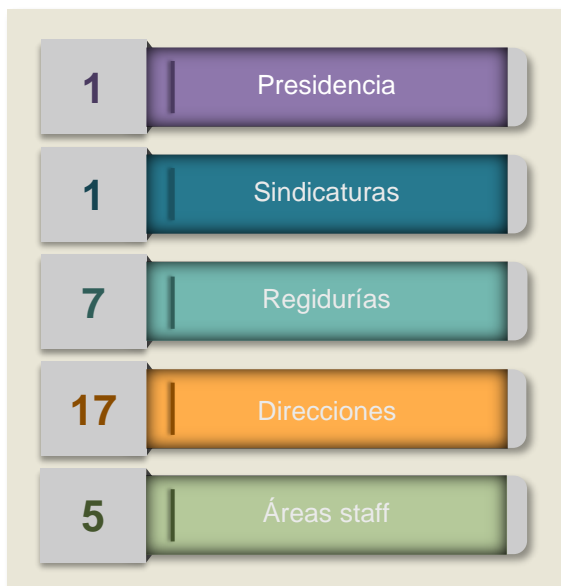 1 Presidencia
1 Sindicaturas
7 Regidurías
17 Direcciones
5 Áreas staff